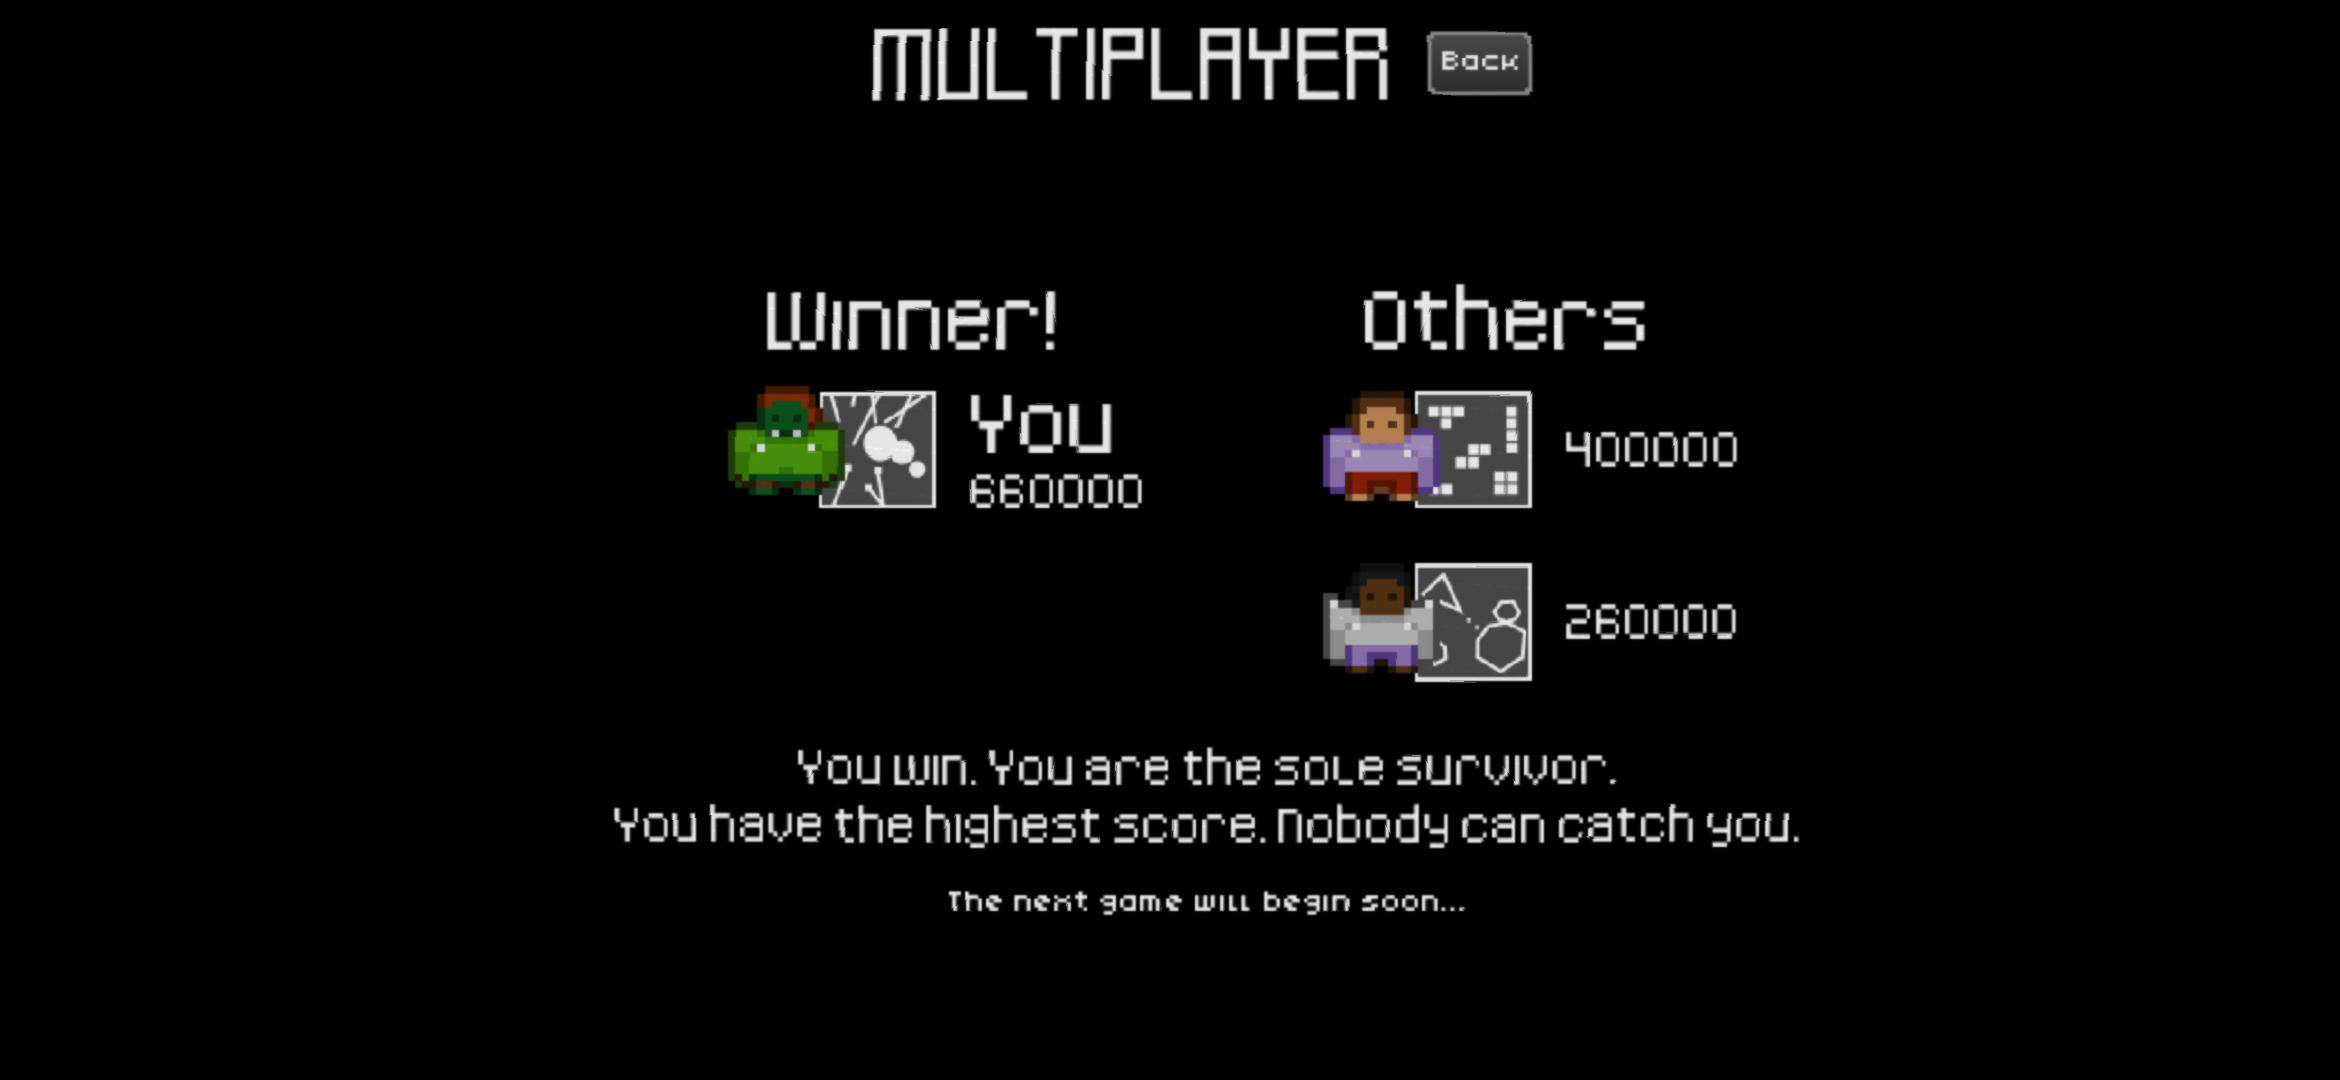 MULTIPLAYER
Back
Winner!
Others
You
660000
400000
260000
You win. You are the sole survivor.
You have the highest score. Nobody can catch you.
The next game will begin soon...